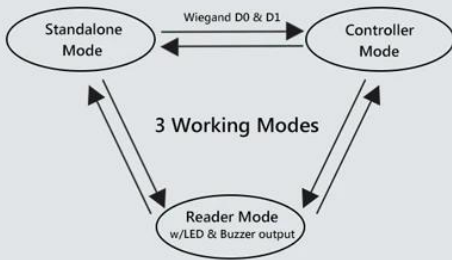 Standalone
Mode
Wiegand D0 & D1
Controller
Mode
3 Working Modes
Reader Mode
w/LED & Buzzer output